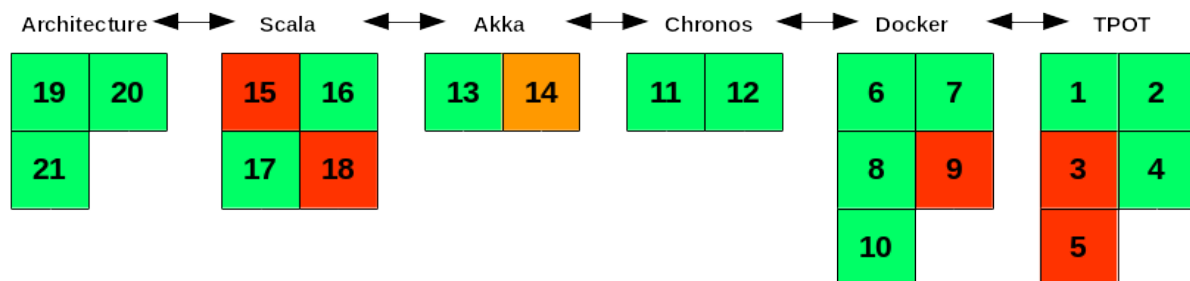 Architecture Scala Akka Chronos Docker TPOT
19 20 15 16 13 14 11 12 6 7 1 2
21 17 18 8 9 3 4
10 5